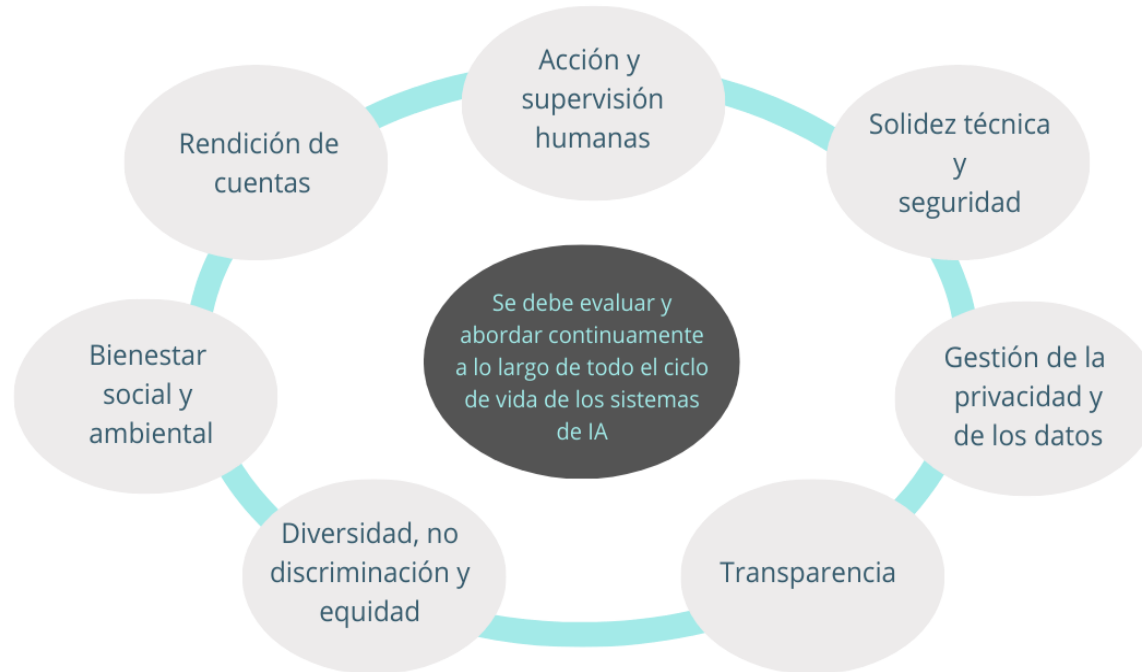 Acción y
supervisión
humanas
Solidez técnica
y
seguridad
Gestión de la
privacidad y
de los datos
Transparencia
Diversidad, no
discriminación y
equidad
Bienestar
social y
ambiental
Rendición de
cuentas
Se debe evaluar y
abordar continuamente
a lo largo de todo el ciclo
de vida de los sistemas
de IA